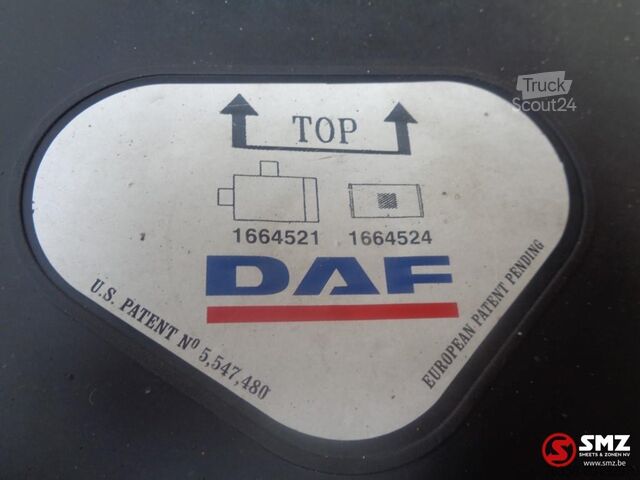 Truck
Scout24
TOP
1664521 1664524
DAF
U.S. PATENT Nº 5,547,480
EUROPEAN PATENT PENDING
SMZ
SMEETS & ZONEN NV
www.smz.be